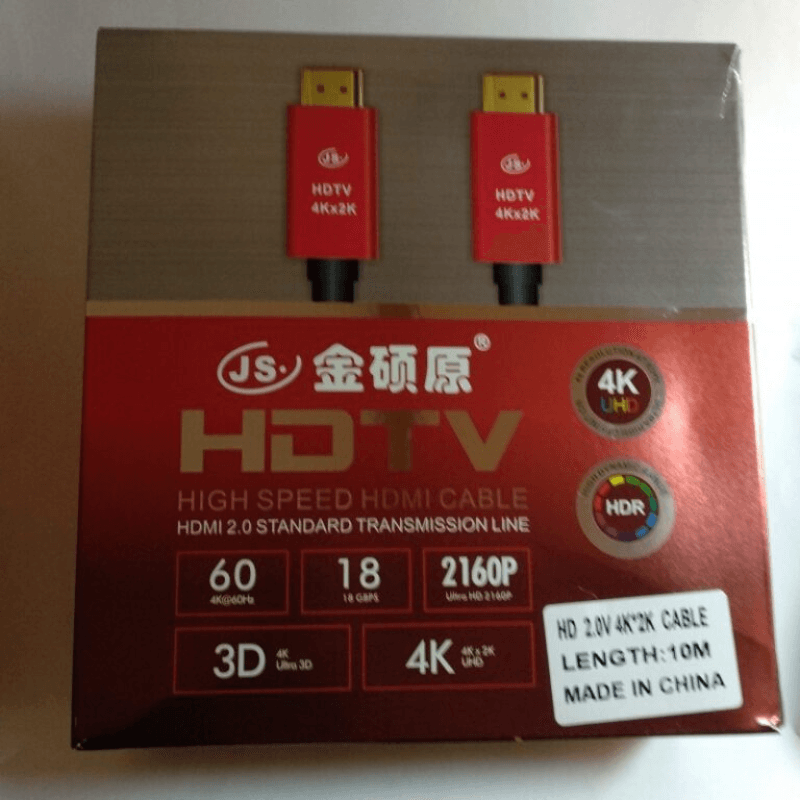 JS.
HDTV
4Kx2K
JS.
HDTV
4Kx2K
JS. 金硕原®
HDTV
HIGH SPEED HDMI CABLE
HDMI 2.0 STANDARD TRANSMISSION LINE
4K
UHD
HDR
60
4K@60Hz
18
18 GBPS
2160P
Ultra HD 2160P
3D
4K
Ultra 3D
4K
4K x 2K
UHD
HD 2.0V 4K*2K CABLE
LENGTH:10M
MADE IN CHINA